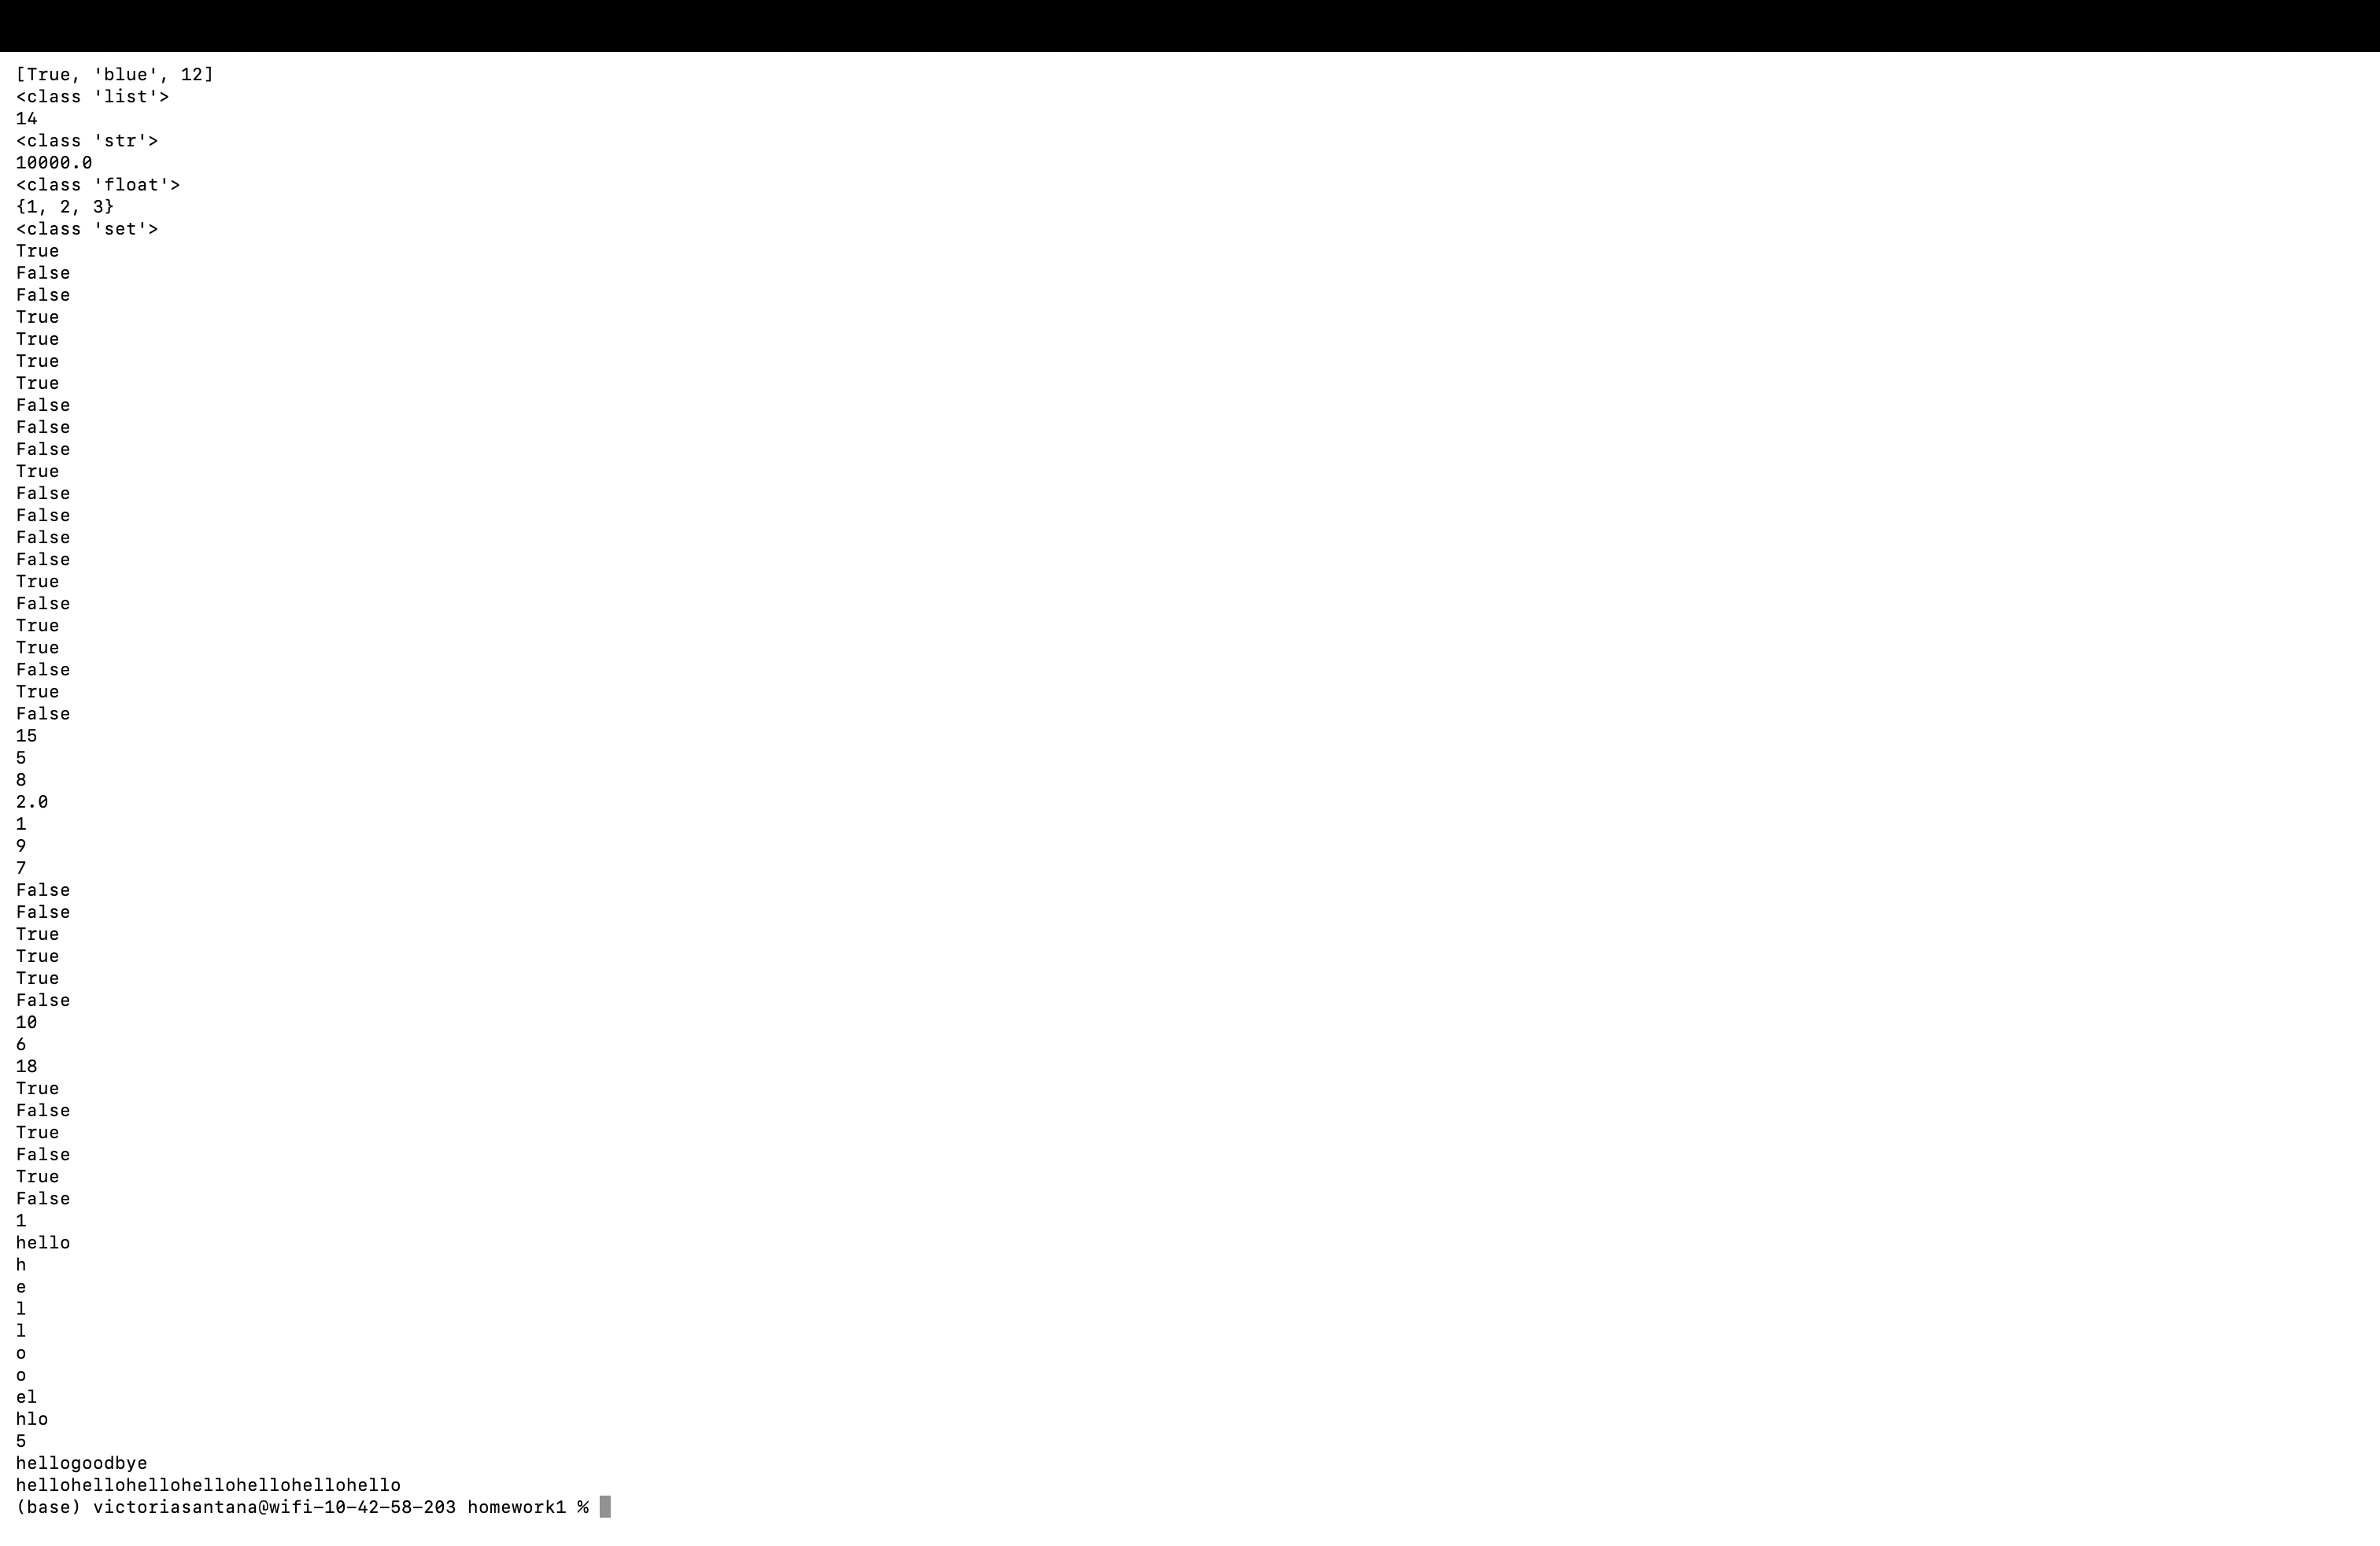 [True, 'blue', 12]
<class 'list'>
14
<class 'str'>
10000.0
<class 'float'>
{1, 2, 3}
<class 'set'>
True
False
False
True
True
True
True
False
False
False
True
False
False
False
False
True
False
True
True
False
True
False
15
5
8
2.0
1
9
7
False
False
True
True
True
False
10
6
18
True
False
True
False
True
False
1
hello
h
e
l
l
o
o
el
hlo
5
hellogoodbye
hellohellohellohellohellohellohello
(base) victoriasantana@wifi-10-42-58-203 homework1 %